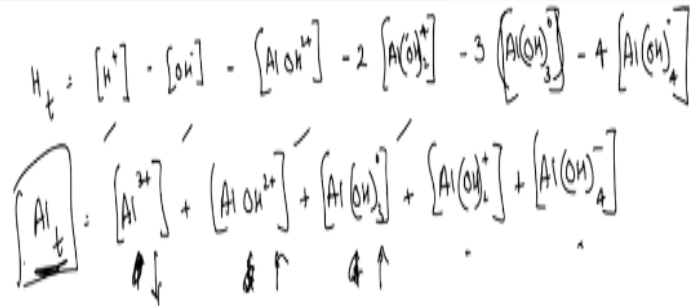 H_t = [H⁺] - [OH⁻] - [AlOH²⁺] - 2 [Al(OH)₂⁺] - 3 [Al(OH)₃⁰] - 4 [Al(OH)₄⁻]
[Al_t] = [Al³⁺] + [AlOH²⁺] + [Al(OH)₃⁰] + [Al(OH)₂⁺] + [Al(OH)₄⁻]
↓ ↑ ↑